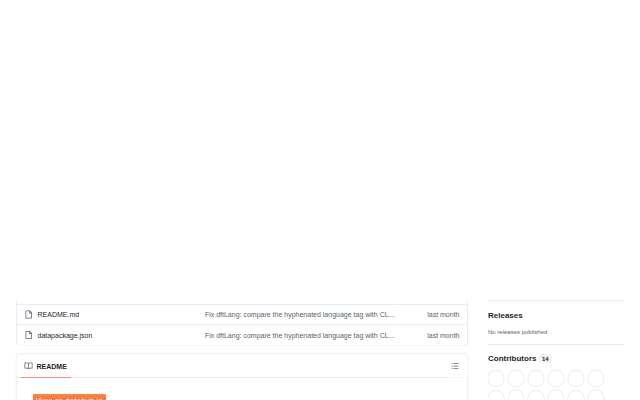 README.md Fix dftLang: compare the hyphenated language tag with CL... last month
datapackage.json Fix dftLang: compare the hyphenated language tag with CL... last month
README
Releases
No releases published
Contributors 14